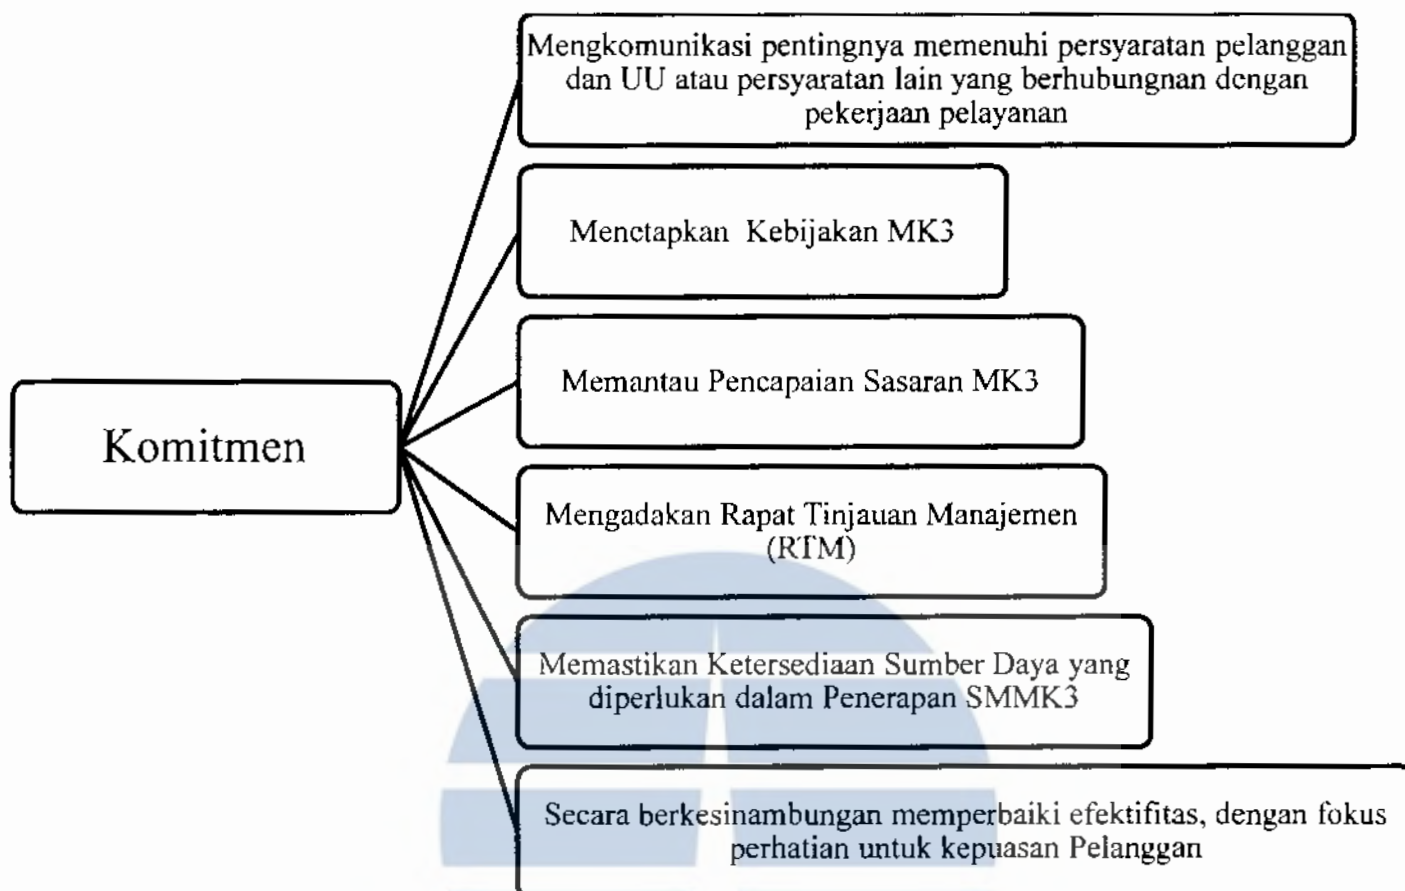 Mengkomunikasi pentingnya memenuhi persyaratan pelanggan
dan UU atau persyaratan lain yang berhubungnan dengan
pekerjaan pelayanan
Menetapkan Kebijakan MK3
Memantau Pencapaian Sasaran MK3
Komitmen
Mengadakan Rapat Tinjauan Manajemen
(RTM)
Memastikan Ketersediaan Sumber Daya yang
diperlukan dalam Penerapan SMMK3
Secara berkesinambungan memperbaiki efektifitas, dengan fokus
perhatian untuk kepuasan Pelanggan